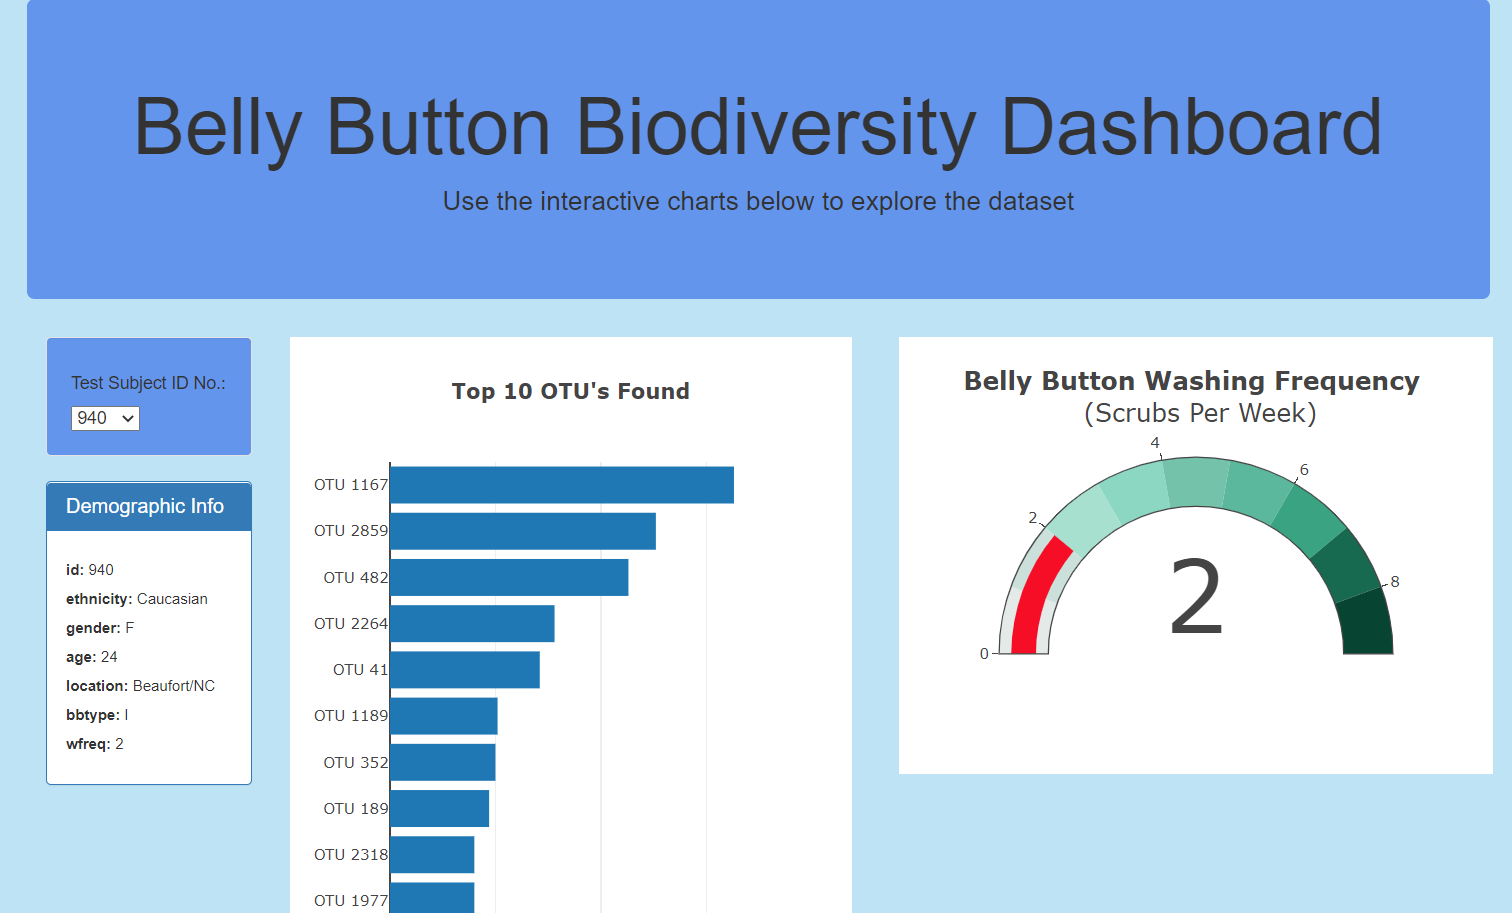 Belly Button Biodiversity Dashboard
Use the interactive charts below to explore the dataset
Test Subject ID No.:
940
Demographic Info
id: 940
ethnicity: Caucasian
gender: F
age: 24
location: Beaufort/NC
bbtype: I
wfreq: 2
Top 10 OTU's Found
OTU 1167
OTU 2859
OTU 482
OTU 2264
OTU 41
OTU 1189
OTU 352
OTU 189
OTU 2318
OTU 1977
Belly Button Washing Frequency
(Scrubs Per Week)
0
2
4
6
8
2